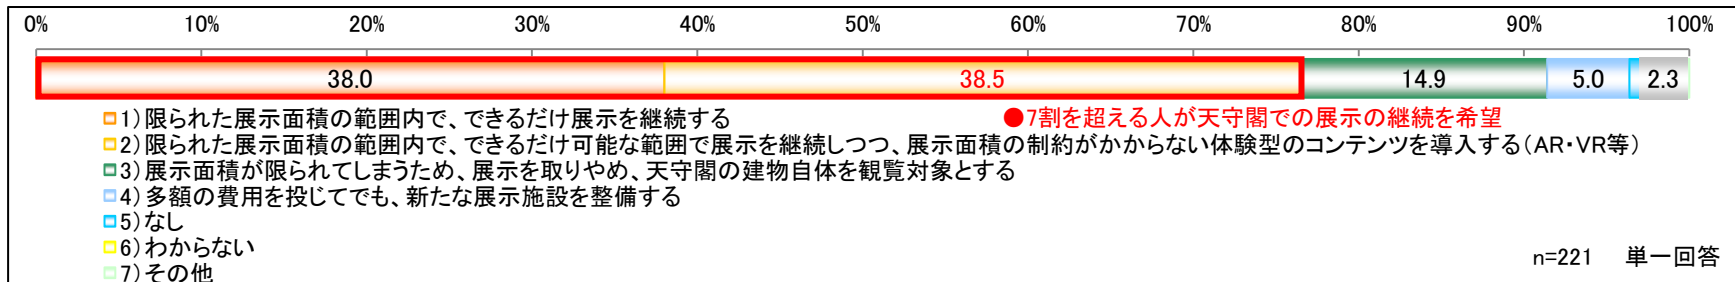 0% 10% 20% 30% 40% 50% 60% 70% 80% 90% 100%
38.0 38.5 14.9 5.0 2.3
1)限られた展示面積の範囲内で、できるだけ展示を継続する ●7割を超える人が天守閣での展示の継続を希望
2)限られた展示面積の範囲内で、できるだけ可能な範囲で展示を継続しつつ、展示面積の制約がかからない体験型のコンテンツを導入する(AR・VR等)
3)展示面積が限られてしまうため、展示を取りやめ、天守閣の建物自体を観覧対象とする
4)多額の費用を投じてでも、新たな展示施設を整備する
5)なし
6)わからない
7)その他
n=221 単一回答